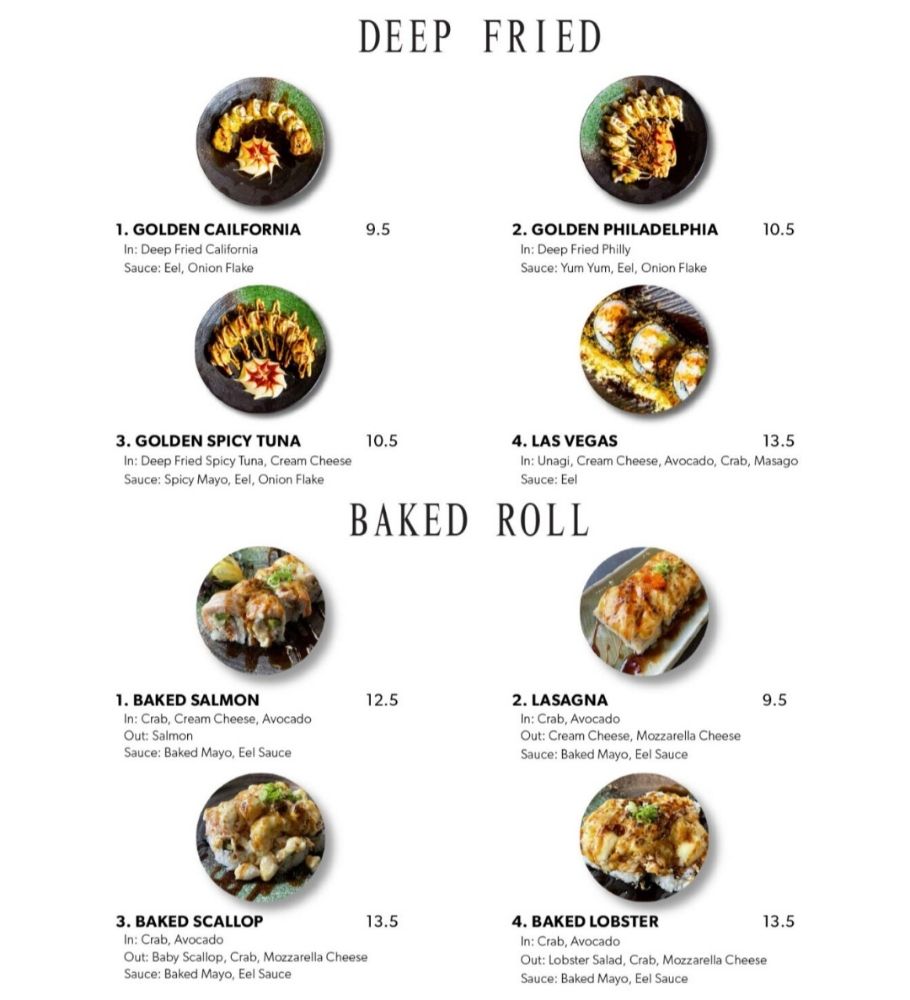 DEEP FRIED
1. GOLDEN CAILFORNIA 9.5
In: Deep Fried California
Sauce: Eel, Onion Flake
2. GOLDEN PHILADELPHIA 10.5
In: Deep Fried Philly
Sauce: Yum Yum, Eel, Onion Flake
3. GOLDEN SPICY TUNA 10.5
In: Deep Fried Spicy Tuna, Cream Cheese
Sauce: Spicy Mayo, Eel, Onion Flake
4. LAS VEGAS 13.5
In: Unagi, Cream Cheese, Avocado, Crab, Masago
Sauce: Eel
BAKED ROLL
1. BAKED SALMON 12.5
In: Crab, Cream Cheese, Avocado
Out: Salmon
Sauce: Baked Mayo, Eel Sauce
2. LASAGNA 9.5
In: Crab, Avocado
Out: Cream Cheese, Mozzarella Cheese
Sauce: Baked Mayo, Eel Sauce
3. BAKED SCALLOP 13.5
In: Crab, Avocado
Out: Baby Scallop, Crab, Mozzarella Cheese
Sauce: Baked Mayo, Eel Sauce
4. BAKED LOBSTER 13.5
In: Crab, Avocado
Out: Lobster Salad, Crab, Mozzarella Cheese
Sauce: Baked Mayo, Eel Sauce